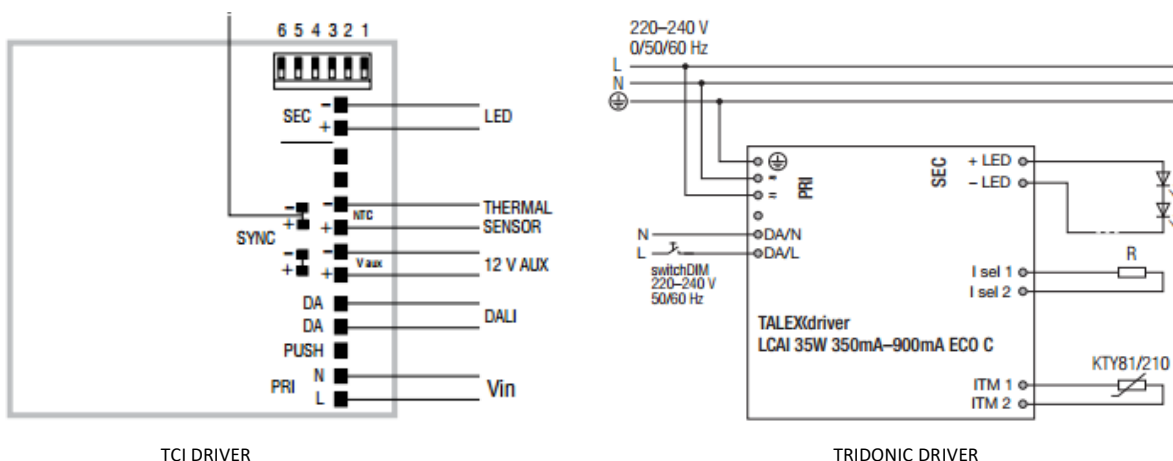 6 5 4 3 2 1
SEC
-
+
LED
-
+
NTC
THERMAL
SENSOR
-
+
SYNC
-
+
-
+
V aux
12 V AUX
DA
DA
DALI
PUSH
PRI
N
L
Vin
TCI DRIVER
220–240 V
0/50/60 Hz
L
N
PRI
SEC
+ LED
– LED
N
L
DA/N
DA/L
switchDIM
220–240 V
50/60 Hz
I sel 1
I sel 2
R
TALEXXdriver
LCAI 35W 350mA–900mA ECO C
ITM 1
ITM 2
KTY81/210
TRIDONIC DRIVER